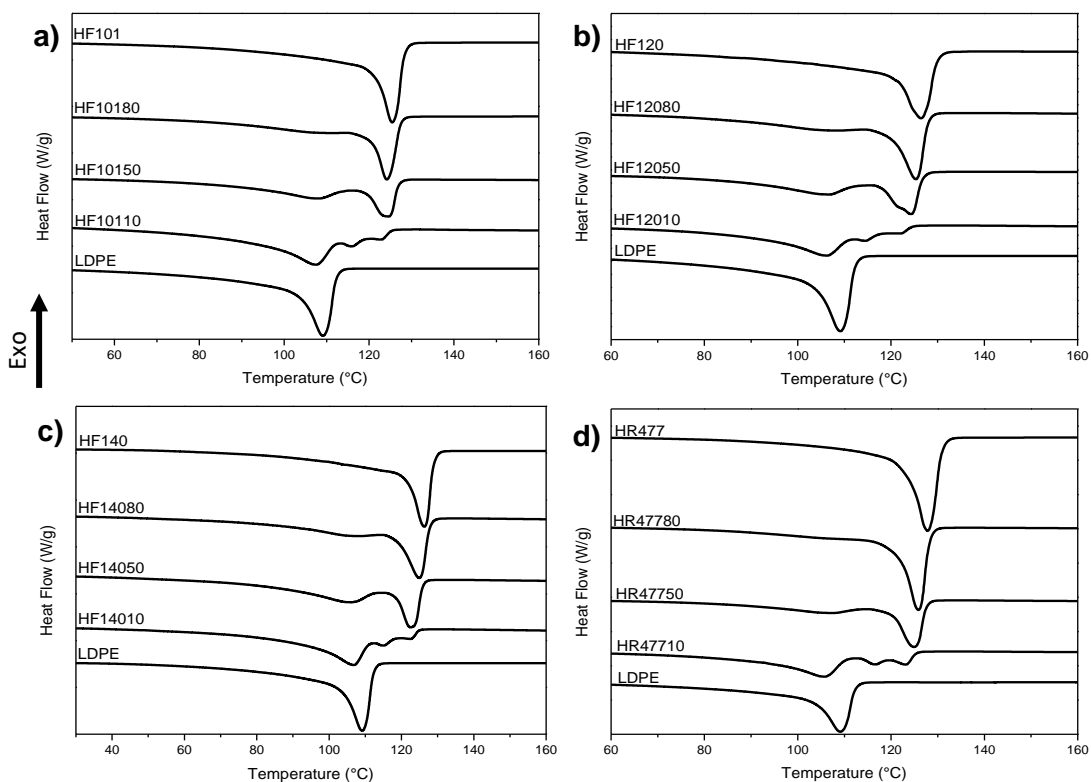 a)
HF101
HF10180
HF10150
HF10110
LDPE
Heat Flow (W/g)
60 80 100 120 140 160
Temperature (°C)
Exo
b)
HF120
HF12080
HF12050
HF12010
LDPE
Heat Flow (W/g)
60 80 100 120 140 160
Temperature (°C)
c)
HF140
HF14080
HF14050
HF14010
LDPE
Heat Flow (W/g)
40 60 80 100 120 140 160
Temperature (°C)
d)
HR477
HR47780
HR47750
HR47710
LDPE
Heat Flow (W/g)
60 80 100 120 140 160
Temperature (°C)